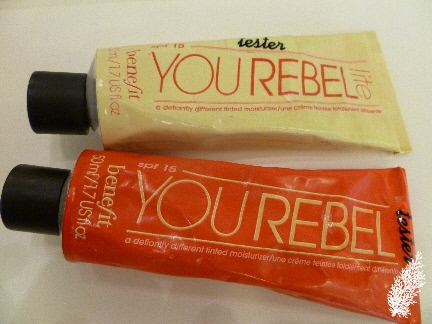 tester
spf 15
YOU REBEL lite
benefit
a defiantly different tinted moisturizer/une crème teintée totalement différente
50ml/1.7 US fl oz
tester
spf 15
YOU REBEL
benefit
a defiantly different tinted moisturizer/une crème teintée totalement différente
50ml/1.7 US fl oz